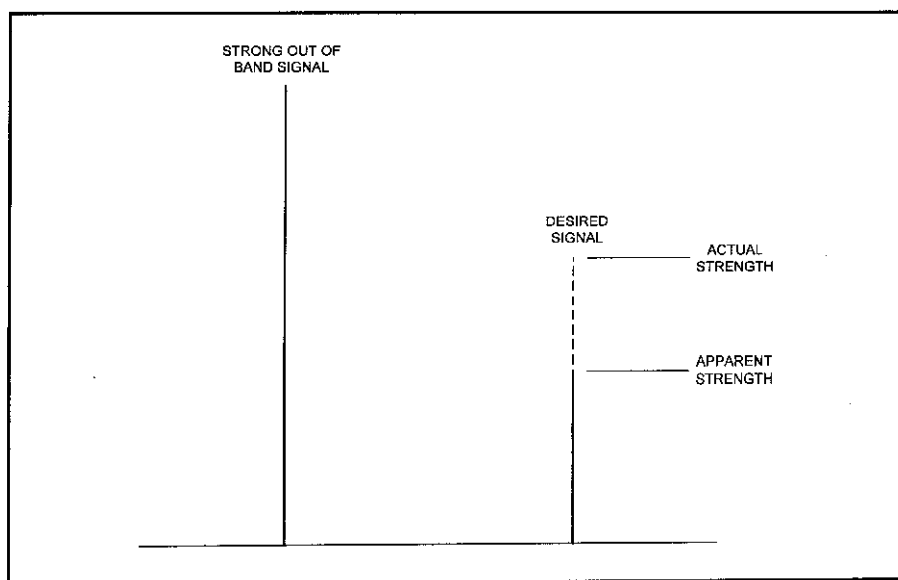 STRONG OUT OF
BAND SIGNAL
DESIRED
SIGNAL
ACTUAL
STRENGTH
APPARENT
STRENGTH